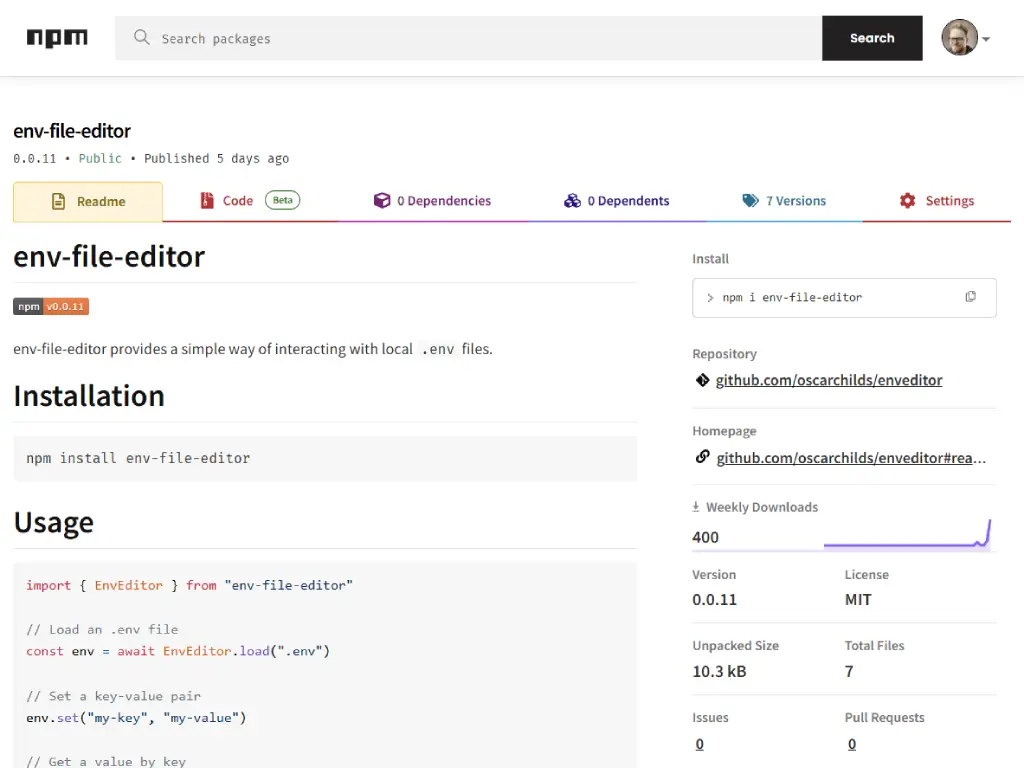 npm
Search packages
Search
env-file-editor
0.0.11 • Public • Published 5 days ago
Readme
Code Beta
0 Dependencies
0 Dependents
7 Versions
Settings
env-file-editor
npm v0.0.11
env-file-editor provides a simple way of interacting with local .env files.
Installation
npm install env-file-editor
Usage
import { EnvEditor } from "env-file-editor"
// Load an .env file
const env = await EnvEditor.load(".env")
// Set a key-value pair
env.set("my-key", "my-value")
// Get a value by key
Install
> npm i env-file-editor
Repository
github.com/oscarchilds/enveditor
Homepage
github.com/oscarchilds/enveditor#rea...
Weekly Downloads
400
Version
0.0.11
License
MIT
Unpacked Size
10.3 kB
Total Files
7
Issues
0
Pull Requests
0